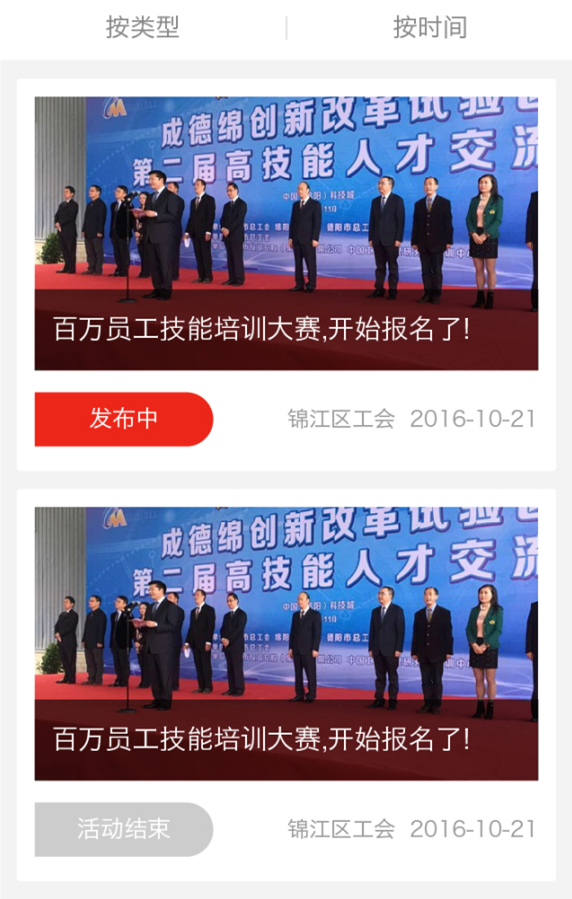 按类型 按时间
成德绵创新改革试验
第二届高技能人才交流
百万员工技能培训大赛,开始报名了!
发布中 锦江区工会 2016-10-21
成德绵创新改革试验
第二届高技能人才交流
百万员工技能培训大赛,开始报名了!
活动结束 锦江区工会 2016-10-21